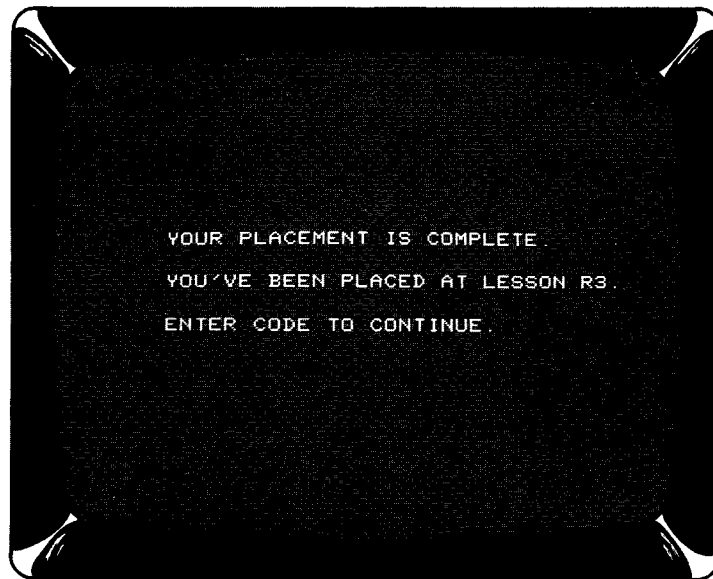 YOUR PLACEMENT IS COMPLETE.
YOU'VE BEEN PLACED AT LESSON R3.
ENTER CODE TO CONTINUE.